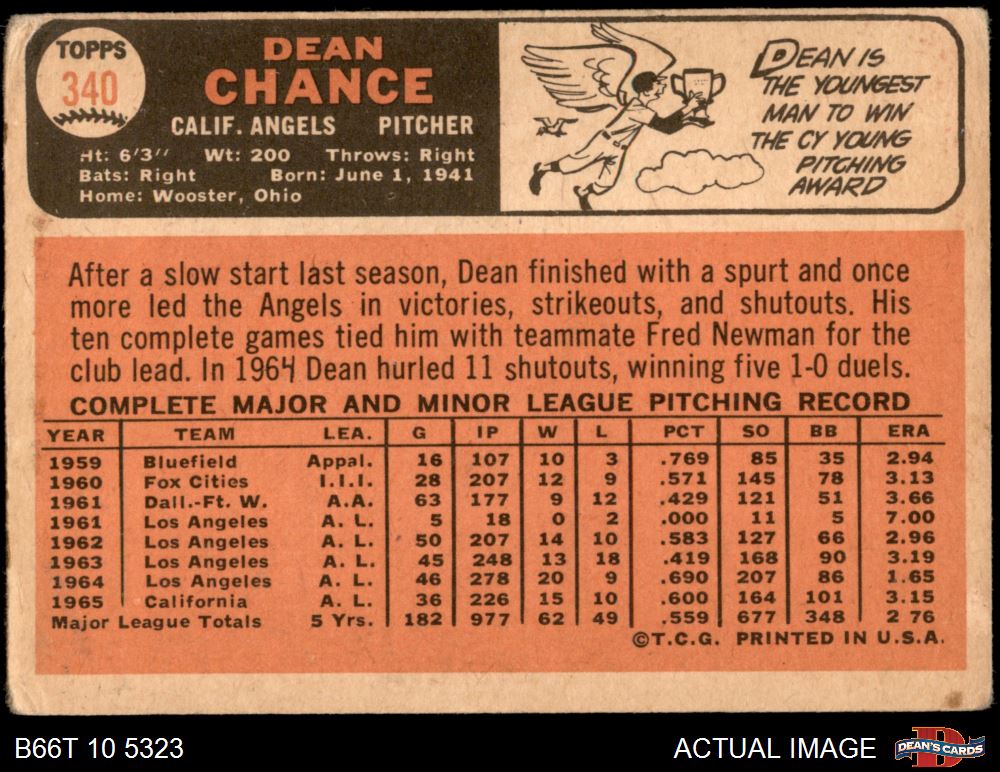 TOPPS
340
DEAN
CHANCE
CALIF. ANGELS PITCHER
Ht: 6'3" Wt: 200 Throws: Right
Bats: Right Born: June 1, 1941
Home: Wooster, Ohio
DEAN IS
THE YOUNGEST
MAN TO WIN
THE CY YOUNG
PITCHING
AWARD
After a slow start last season, Dean finished with a spurt and once
more led the Angels in victories, strikeouts, and shutouts. His
ten complete games tied him with teammate Fred Newman for the
club lead. In 1964 Dean hurled 11 shutouts, winning five 1-0 duels.
COMPLETE MAJOR AND MINOR LEAGUE PITCHING RECORD
YEAR TEAM LEA. G IP W L PCT SO BB ERA
1959 Bluefield Appal. 16 107 10 3 .769 85 35 2.94
1960 Fox Cities I.I.I. 28 207 12 9 .571 145 78 3.13
1961 Dall.-Ft. W. A.A. 63 177 9 12 .429 121 51 3.66
1961 Los Angeles A. L. 5 18 0 2 .000 11 5 7.00
1962 Los Angeles A. L. 50 207 14 10 .583 127 66 2.96
1963 Los Angeles A. L. 45 248 13 18 .419 168 90 3.19
1964 Los Angeles A. L. 46 278 20 9 .690 207 86 1.65
1965 California A. L. 36 226 15 10 .600 164 101 3.15
Major League Totals 5 Yrs. 182 977 62 49 .559 677 348 2 76
©T.C.G. PRINTED IN U.S.A.
B66T 10 5323 ACTUAL IMAGE DEAN'S CARDS